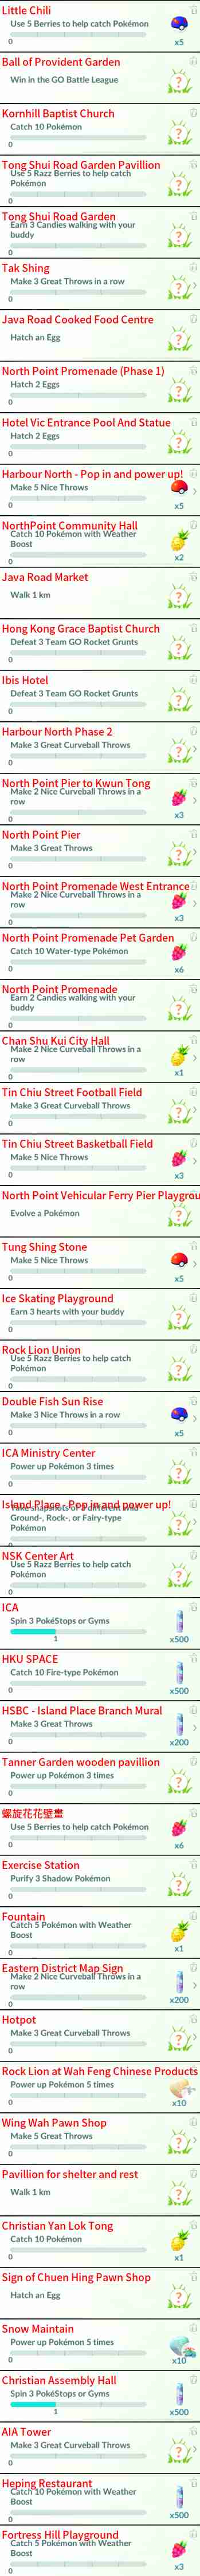 Little Chili
Use 5 Berries to help catch Pokémon
0
x5
Ball of Provident Garden
Win in the GO Battle League
Kornhill Baptist Church
Catch 10 Pokémon
0
Tong Shui Road Garden Pavillion
Use 5 Razz Berries to help catch
Pokémon
0
Tong Shui Road Garden
Earn 3 Candies walking with your
buddy
0
Tak Shing
Make 3 Great Throws in a row
0
Java Road Cooked Food Centre
Hatch an Egg
North Point Promenade (Phase 1)
Hatch 2 Eggs
0
Hotel Vic Entrance Pool And Statue
Hatch 2 Eggs
0
Harbour North - Pop in and power up!
Make 5 Nice Throws
0
x5
NorthPoint Community Hall
Catch 10 Pokémon with Weather
Boost
0
x2
Java Road Market
Walk 1 km
Hong Kong Grace Baptist Church
Defeat 3 Team GO Rocket Grunts
0
Ibis Hotel
Defeat 3 Team GO Rocket Grunts
0
Harbour North Phase 2
Make 3 Great Curveball Throws
0
North Point Pier to Kwun Tong
Make 2 Nice Curveball Throws in a
row
0
x3
North Point Pier
Make 3 Great Throws
0
North Point Promenade West Entrance
Make 2 Nice Curveball Throws in a
row
0
x3
North Point Promenade Pet Garden
Catch 10 Water-type Pokémon
0
x6
North Point Promenade
Earn 2 Candies walking with your
buddy
0
Chan Shu Kui City Hall
Make 2 Nice Curveball Throws in a
row
0
x1
Tin Chiu Street Football Field
Make 3 Great Curveball Throws
0
Tin Chiu Street Basketball Field
Make 5 Nice Throws
0
x3
North Point Vehicular Ferry Pier Playgrou
Evolve a Pokémon
Tung Shing Stone
Make 5 Nice Throws
0
x5
Ice Skating Playground
Earn 3 hearts with your buddy
0
Rock Lion Union
Use 5 Razz Berries to help catch
Pokémon
0
Double Fish Sun Rise
Make 3 Nice Throws in a row
0
x5
ICA Ministry Center
Power up Pokémon 3 times
0
Island Place - Pop in and power up!
Take snapshots of 3 different wild
Ground-, Rock-, or Fairy-type
Pokémon
0
NSK Center Art
Use 5 Razz Berries to help catch
Pokémon
0
ICA
Spin 3 PokéStops or Gyms
1
x500
HKU SPACE
Catch 10 Fire-type Pokémon
0
x500
HSBC - Island Place Branch Mural
Make 3 Great Throws
0
x200
Tanner Garden wooden pavillion
Power up Pokémon 3 times
0
螺旋花花壁畫
Use 5 Berries to help catch Pokémon
0
x6
Exercise Station
Purify 3 Shadow Pokémon
0
Fountain
Catch 5 Pokémon with Weather
Boost
0
x1
Eastern District Map Sign
Make 2 Nice Curveball Throws in a
row
0
x200
Hotpot
Make 3 Great Curveball Throws
0
Rock Lion at Wah Feng Chinese Products
Power up Pokémon 5 times
0
x10
Wing Wah Pawn Shop
Make 5 Great Throws
0
Pavillion for shelter and rest
Walk 1 km
Christian Yan Lok Tong
Catch 10 Pokémon
0
x1
Sign of Chuen Hing Pawn Shop
Hatch an Egg
Snow Maintain
Power up Pokémon 5 times
0
x10
Christian Assembly Hall
Spin 3 PokéStops or Gyms
1
x500
AIA Tower
Make 3 Great Curveball Throws
0
Heping Restaurant
Catch 10 Pokémon with Weather
Boost
0
x500
Fortress Hill Playground
Catch 5 Pokémon with Weather
Boost
0
x3